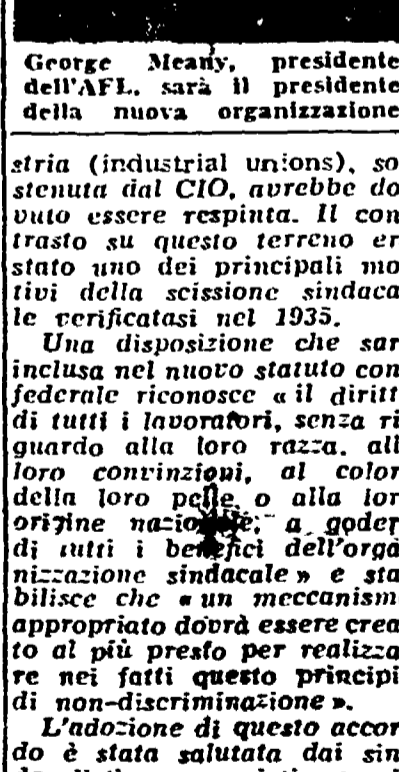 George Meany, presidente
dell'AFL. sarà il presidente
della nuova organizzazione
stria (industrial unions), so
stenuta dal CIO, avrebbe do
vuto essere respinta. Il con
trasto su questo terreno er
stato uno dei principali mo
tivi della scissione sindaca
le verificatasi nel 1935.
Una disposizione che sar
inclusa nel nuovo statuto con
federale riconosce « il diritt
di tutti i lavoratori, senza ri
guardo alla loro razza. all
loro convinzioni, al color
della loro pelle o alla lor
origine nazionale, a goder
di tutti i benefici dell'orga
nizzazione sindacale » e sta
bilisce che « un meccanism
appropriato dovrà essere crea
to al più presto per realizza
re nei fatti questo principi
di non-discriminazione ».
L'adozione di questo accor
do è stata salutata dai sin